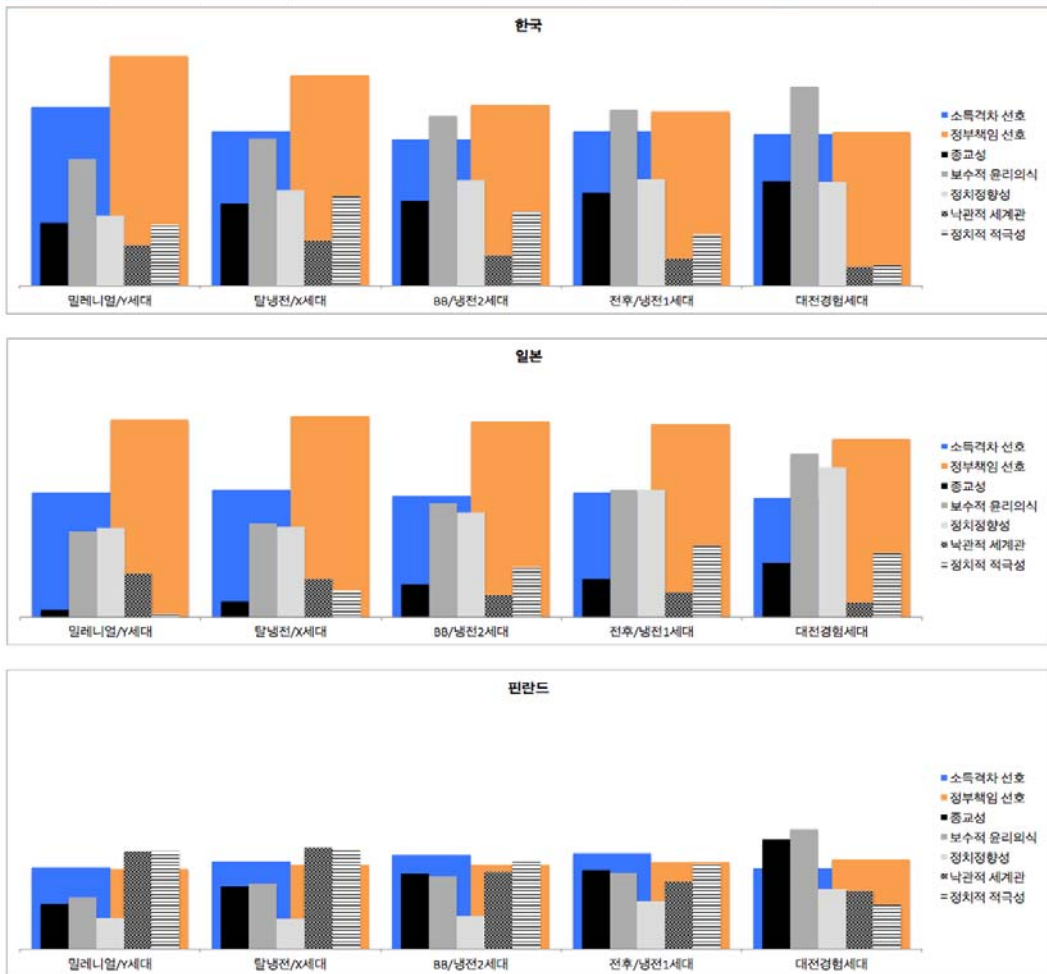 한국
소득격차 선호
정부책임 선호
종교성
보수적 윤리의식
정치정향성
낙관적 세계관
정치적 적극성
밀레니얼/Y세대 탈냉전/X세대 BB/냉전2세대 전후/냉전1세대 대전경험세대
일본
소득격차 선호
정부책임 선호
종교성
보수적 윤리의식
정치정향성
낙관적 세계관
정치적 적극성
밀레니얼/Y세대 탈냉전/X세대 BB/냉전2세대 전후/냉전1세대 대전경험세대
핀란드
소득격차 선호
정부책임 선호
종교성
보수적 윤리의식
정치정향성
낙관적 세계관
정치적 적극성
밀레니얼/Y세대 탈냉전/X세대 BB/냉전2세대 전후/냉전1세대 대전경험세대